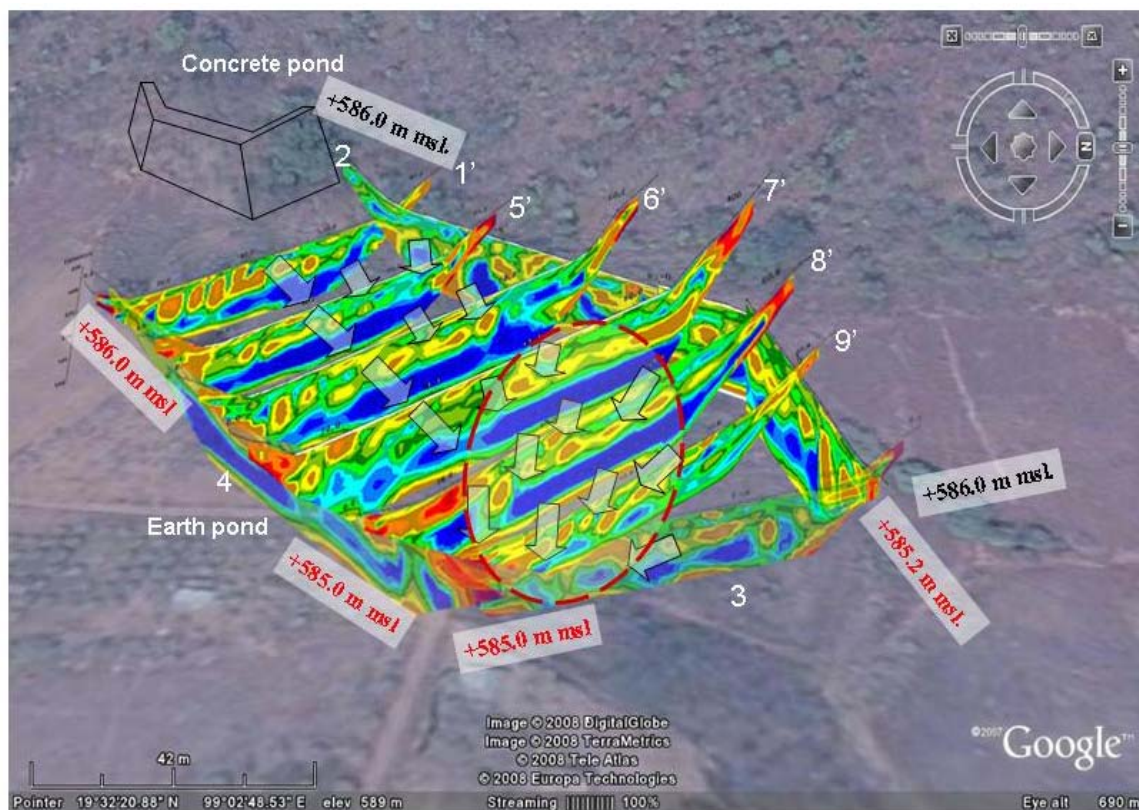 Concrete pond
+586.0 m msl.
2
1’
5’
6’
7’
8’
9’
N
+586.0 m msl
4
Earth pond
+585.0 m msl
+585.0 m msl
3
+586.0 m msl.
+585.2 m msl.
Image © 2008 DigitalGlobe
Image © 2008 TerraMetrics
© 2008 Tele Atlas
© 2008 Europa Technologies
©2007 Google™
42 m
Pointer 19°32'20.88" N 99°02'48.53" E elev 589 m
Streaming 100%
Eye alt 690 m